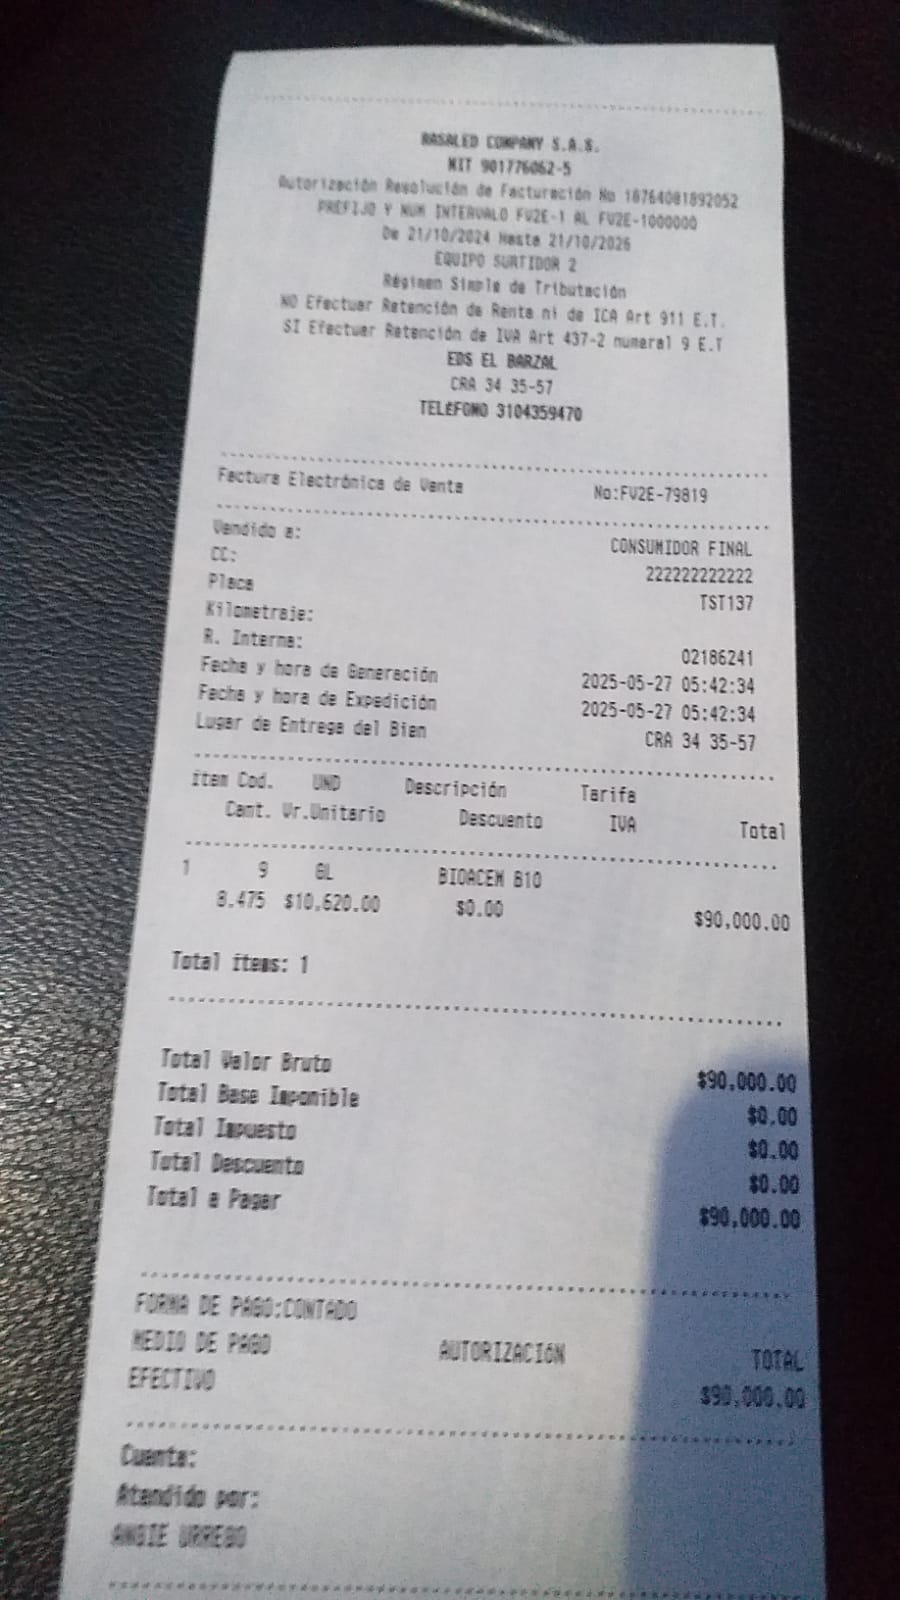 RASALED COMPANY S.A.S.
NIT 901776062-5
Autorización Resolución de Facturación No 18764081892052
PREFIJO Y NUM INTERVALO FV2E-1 AL FV2E-1000000
De 21/10/2024 Hasta 21/10/2026
EQUIPO SURTIDOR 2
Régimen Simple de Tributación
NO Efectuar Retención de Renta ni de ICA Art 911 E.T.
SI Efectuar Retención de IVA Art 437-2 numeral 9 E.T
EDS EL BARZAL
CRA 34 35-57
TELÉFONO 3104359470
Factura Electrónica de Venta No:FV2E-79819
Vendido a: CONSUMIDOR FINAL
CC: 222222222222
Placa TST137
Kilometraje:
R. Interna: 02186241
Fecha y hora de Generación 2025-05-27 05:42:34
Fecha y hora de Expedición 2025-05-27 05:42:34
Lugar de Entrega del Bien CRA 34 35-57
ítem Cod. UND Descripción Tarifa
Cant. Vr.Unitario Descuento IVA Total
1 9 GL BIOACEM B10
8.475 $10,620.00 $0.00 $90,000.00
Total ítems: 1
Total Valor Bruto $90,000.00
Total Base Imponible $0.00
Total Impuesto $0.00
Total Descuento $0.00
Total a Pagar $90,000.00
FORMA DE PAGO:CONTADO
MEDIO DE PAGO AUTORIZACIÓN TOTAL
EFECTIVO $90,000.00
Cuenta:
Atendido por:
ANGIE URREGO